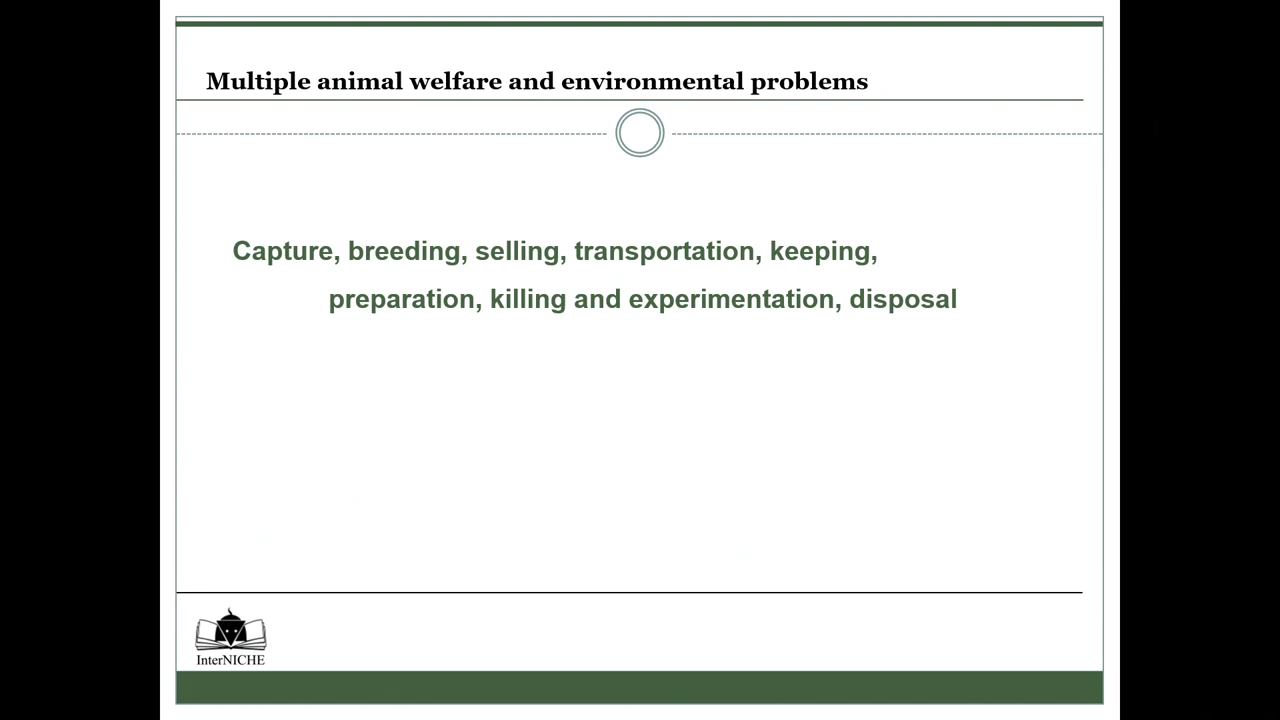 Multiple animal welfare and environmental problems
Capture, breeding, selling, transportation, keeping,
preparation, killing and experimentation, disposal
InterNICHE